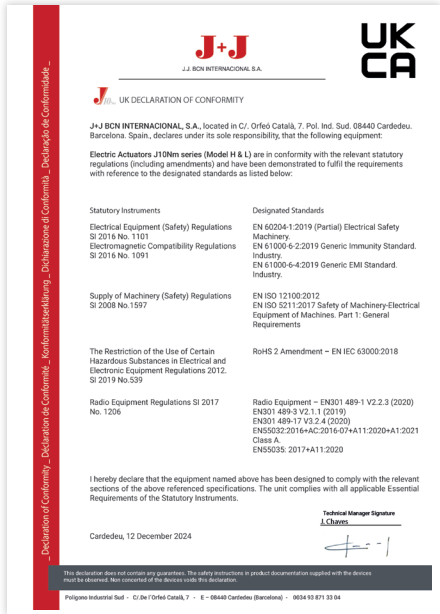 J+J
J.J. BCN INTERNACIONAL S.A.
UK
CA
J10_ UK DECLARATION OF CONFORMITY
J+J BCN INTERNACIONAL, S.A., located in C/. Orfeó Català, 7. Pol. Ind. Sud. 08440 Cardedeu.
Barcelona. Spain., declares under its sole responsibility, that the following equipment:
Electric Actuators J10Nm series (Model H & L) are in conformity with the relevant statutory
regulations (including amendments) and have been demonstrated to fulfil the requirements
with reference to the designated standards as listed below:
Statutory Instruments
Electrical Equipment (Safety) Regulations
SI 2016 No. 1101
Electromagnetic Compatibility Regulations
SI 2016 No. 1091
Designated Standards
EN 60204-1:2019 (Partial) Electrical Safety
Machinery.
EN 61000-6-2:2019 Generic Immunity Standard.
Industry.
EN 61000-6-4:2019 Generic EMI Standard.
Industry.
Supply of Machinery (Safety) Regulations
SI 2008 No.1597
EN ISO 12100:2012
EN ISO 5211:2017 Safety of Machinery-Electrical
Equipment of Machines. Part 1: General
Requirements
The Restriction of the Use of Certain
Hazardous Substances in Electrical and
Electronic Equipment Regulations 2012.
SI 2019 No.539
RoHS 2 Amendment – EN IEC 63000:2018
Radio Equipment Regulations SI 2017
No. 1206
Radio Equipment – EN301 489-1 V2.2.3 (2020)
EN301 489-3 V2.1.1 (2019)
EN301 489-17 V3.2.4 (2020)
EN55032:2016+AC:2016-07+A11:2020+A1:2021
Class A.
EN55035: 2017+A11:2020
I hereby declare that the equipment named above has been designed to comply with the relevant
sections of the above referenced specifications. The unit complies with all applicable Essential
Requirements of the Statutory Instruments.
Technical Manager Signature
J. Chaves
Cardedeu, 12 December 2024
This declaration does not contain any guarantees. The safety instructions in product documentation supplied with the devices
must be observed. Non concerted of the devices voids this declaration.
Poligono Industrial Sud - C/.De l'Orfeó Català, 7 - E – 08440 Cardedeu (Barcelona) - 0034 93 871 33 04
_ Declaration of Conformity _ Déclaration de Conformité _ Konformitätserklärung _ Dichiarazione di Conformità _ Declaração de Conformidade _